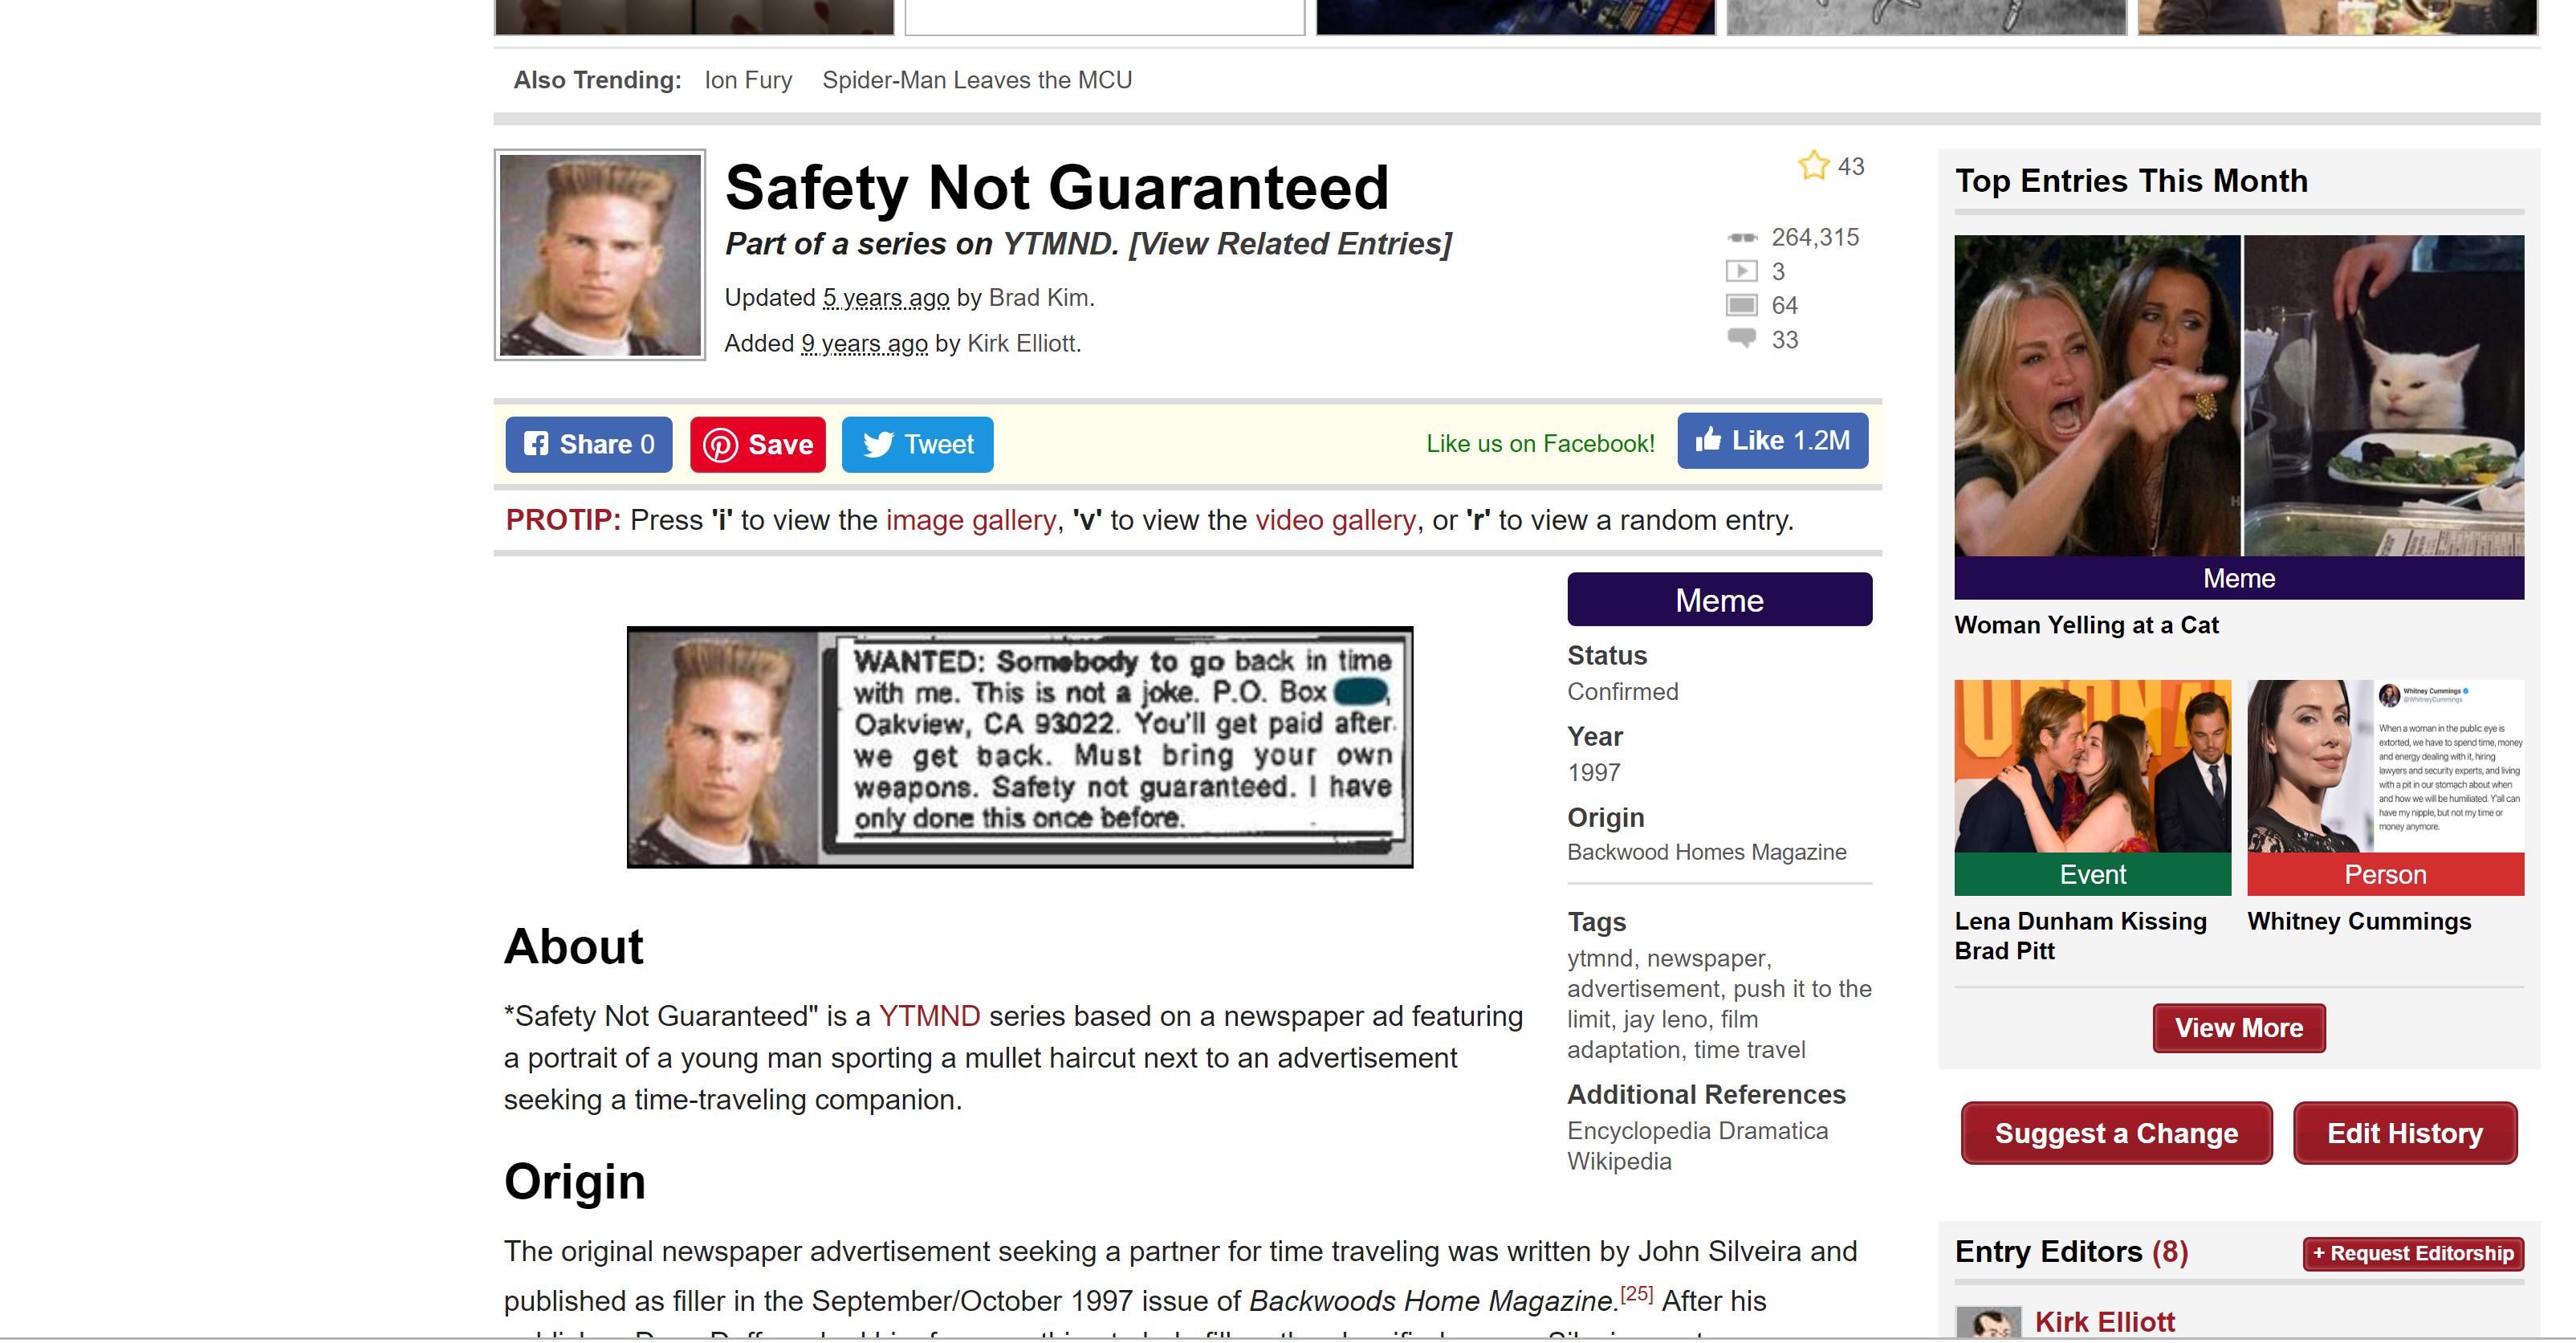 Also Trending: Ion Fury Spider-Man Leaves the MCU
Safety Not Guaranteed
Part of a series on YTMND. [View Related Entries]
Updated 5 years ago by Brad Kim.
Added 9 years ago by Kirk Elliott.
43
264,315
3
64
33
Share 0
Save
Tweet
Like us on Facebook!
Like 1.2M
PROTIP: Press 'i' to view the image gallery, 'v' to view the video gallery, or 'r' to view a random entry.
WANTED: Somebody to go back in time
with me. This is not a joke. P.O. Box
Oakview, CA 93022. You'll get paid after
we get back. Must bring your own
weapons. Safety not guaranteed. I have
only done this once before.
Meme
Status
Confirmed
Year
1997
Origin
Backwood Homes Magazine
Tags
ytmnd, newspaper,
advertisement, push it to the
limit, jay leno, film
adaptation, time travel
Additional References
Encyclopedia Dramatica
Wikipedia
About
*Safety Not Guaranteed" is a YTMND series based on a newspaper ad featuring
a portrait of a young man sporting a mullet haircut next to an advertisement
seeking a time-traveling companion.
Origin
The original newspaper advertisement seeking a partner for time traveling was written by John Silveira and
published as filler in the September/October 1997 issue of Backwoods Home Magazine.[25] After his
Top Entries This Month
Meme
Woman Yelling at a Cat
Whitney Cummings
@WhitneyCummings
When a woman in the public eye is
extorted, we have to spend time, money
and energy dealing with it, hiring
lawyers and security experts, and living
with a pit in our stomach about when
and how we will be humiliated. Y'all can
have my nipple, but not my time or
money anymore.
Event
Person
Lena Dunham Kissing
Brad Pitt
Whitney Cummings
View More
Suggest a Change
Edit History
Entry Editors (8)
+ Request Editorship
Kirk Elliott